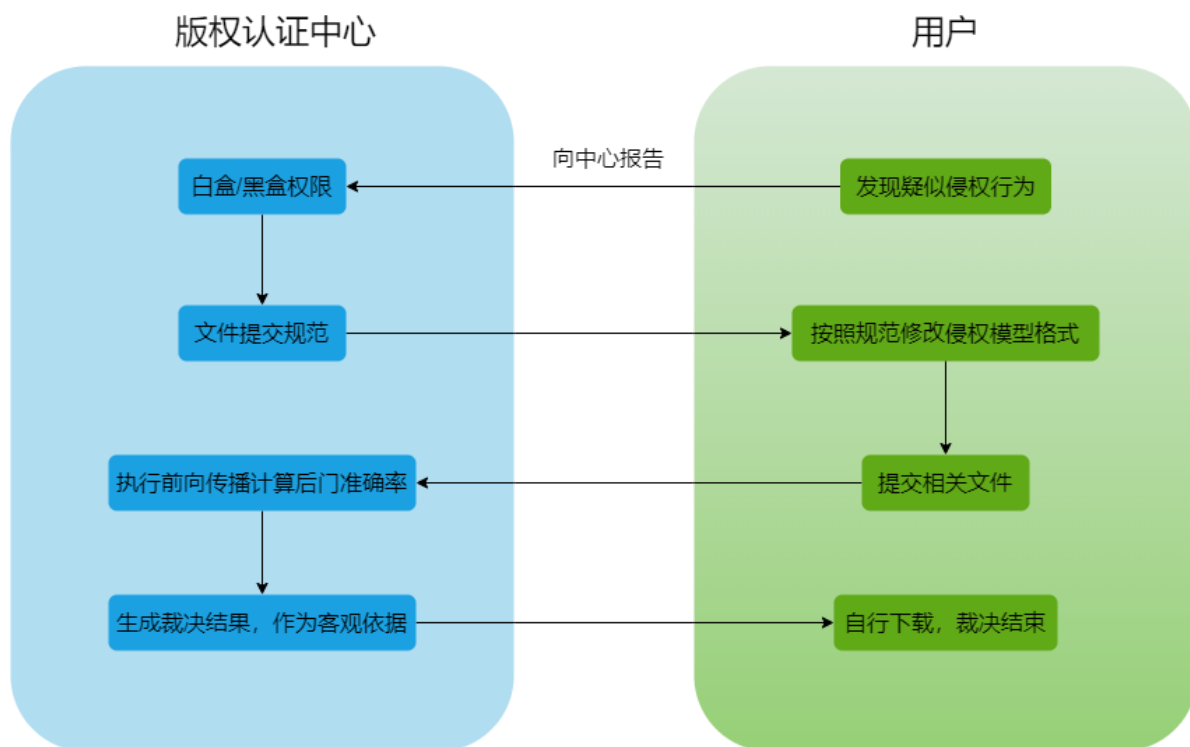 版权认证中心
用户
向中心报告
白盒/黑盒权限
发现疑似侵权行为
文件提交规范
按照规范修改侵权模型格式
执行前向传播计算后门准确率
提交相关文件
生成裁决结果，作为客观依据
自行下载，裁决结束